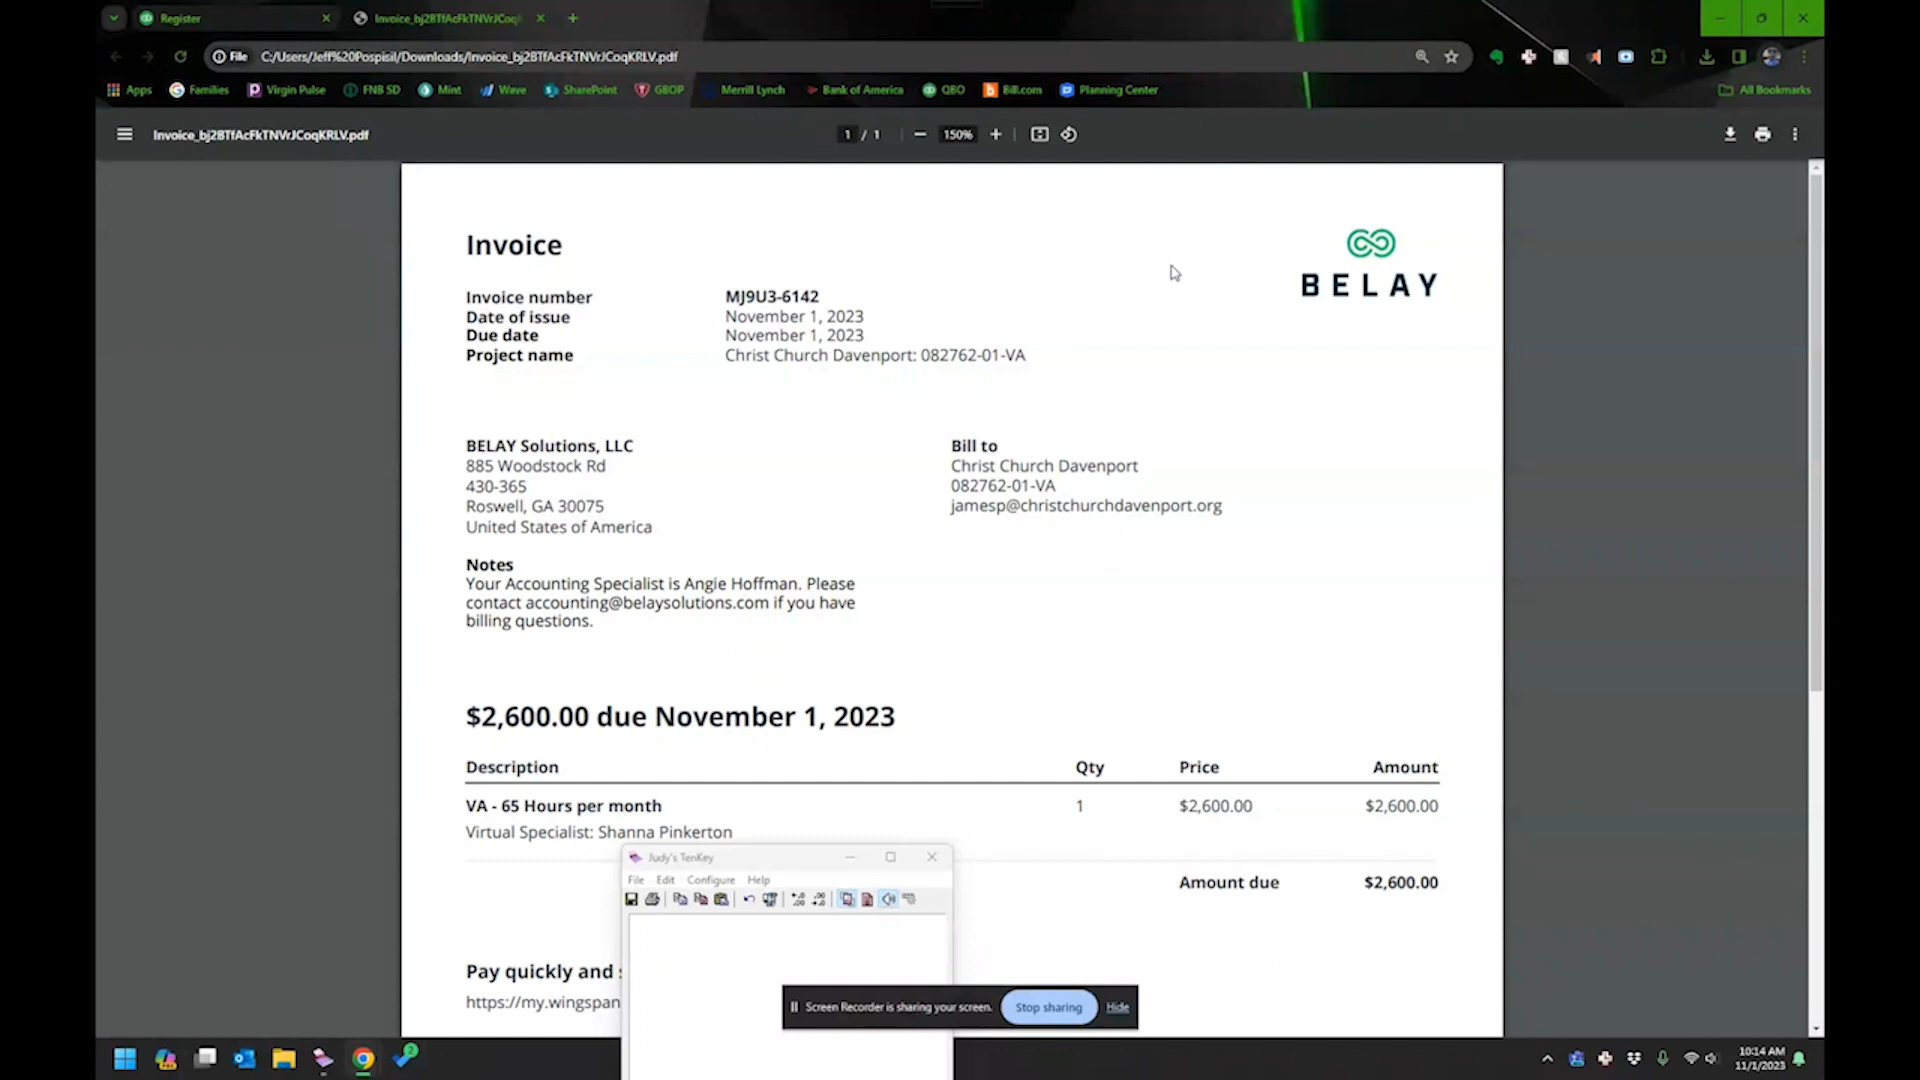 Register
Invoice_bj2BTfAcFkTNVrJCoqK
File C:/Users/Jeff%20Pospisil/Downloads/Invoice_bj2BTfAcFkTNVrJCoqKRLV.pdf
Apps Families Virgin Pulse FNB SD Mint Wave SharePoint GBOP Merrill Lynch Bank of America QBO Bill.com Planning Center All Bookmarks
Invoice_bj2BTfAcFkTNVrJCoqKRLV.pdf 1 / 1 150%
Invoice
BELAY
Invoice number MJ9U3-6142
Date of issue November 1, 2023
Due date November 1, 2023
Project name Christ Church Davenport: 082762-01-VA
BELAY Solutions, LLC
885 Woodstock Rd
430-365
Roswell, GA 30075
United States of America
Bill to
Christ Church Davenport
082762-01-VA
jamesp@christchurchdavenport.org
Notes
Your Accounting Specialist is Angie Hoffman. Please
contact accounting@belaysolutions.com if you have
billing questions.
$2,600.00 due November 1, 2023
Description Qty Price Amount
VA - 65 Hours per month 1 $2,600.00 $2,600.00
Virtual Specialist: Shanna Pinkerton
Amount due $2,600.00
Judy's TenKey
File Edit Configure Help
Pay quickly and
https://my.wingspan
Screen Recorder is sharing your screen. Stop sharing Hide
2
10:14 AM
11/1/2023